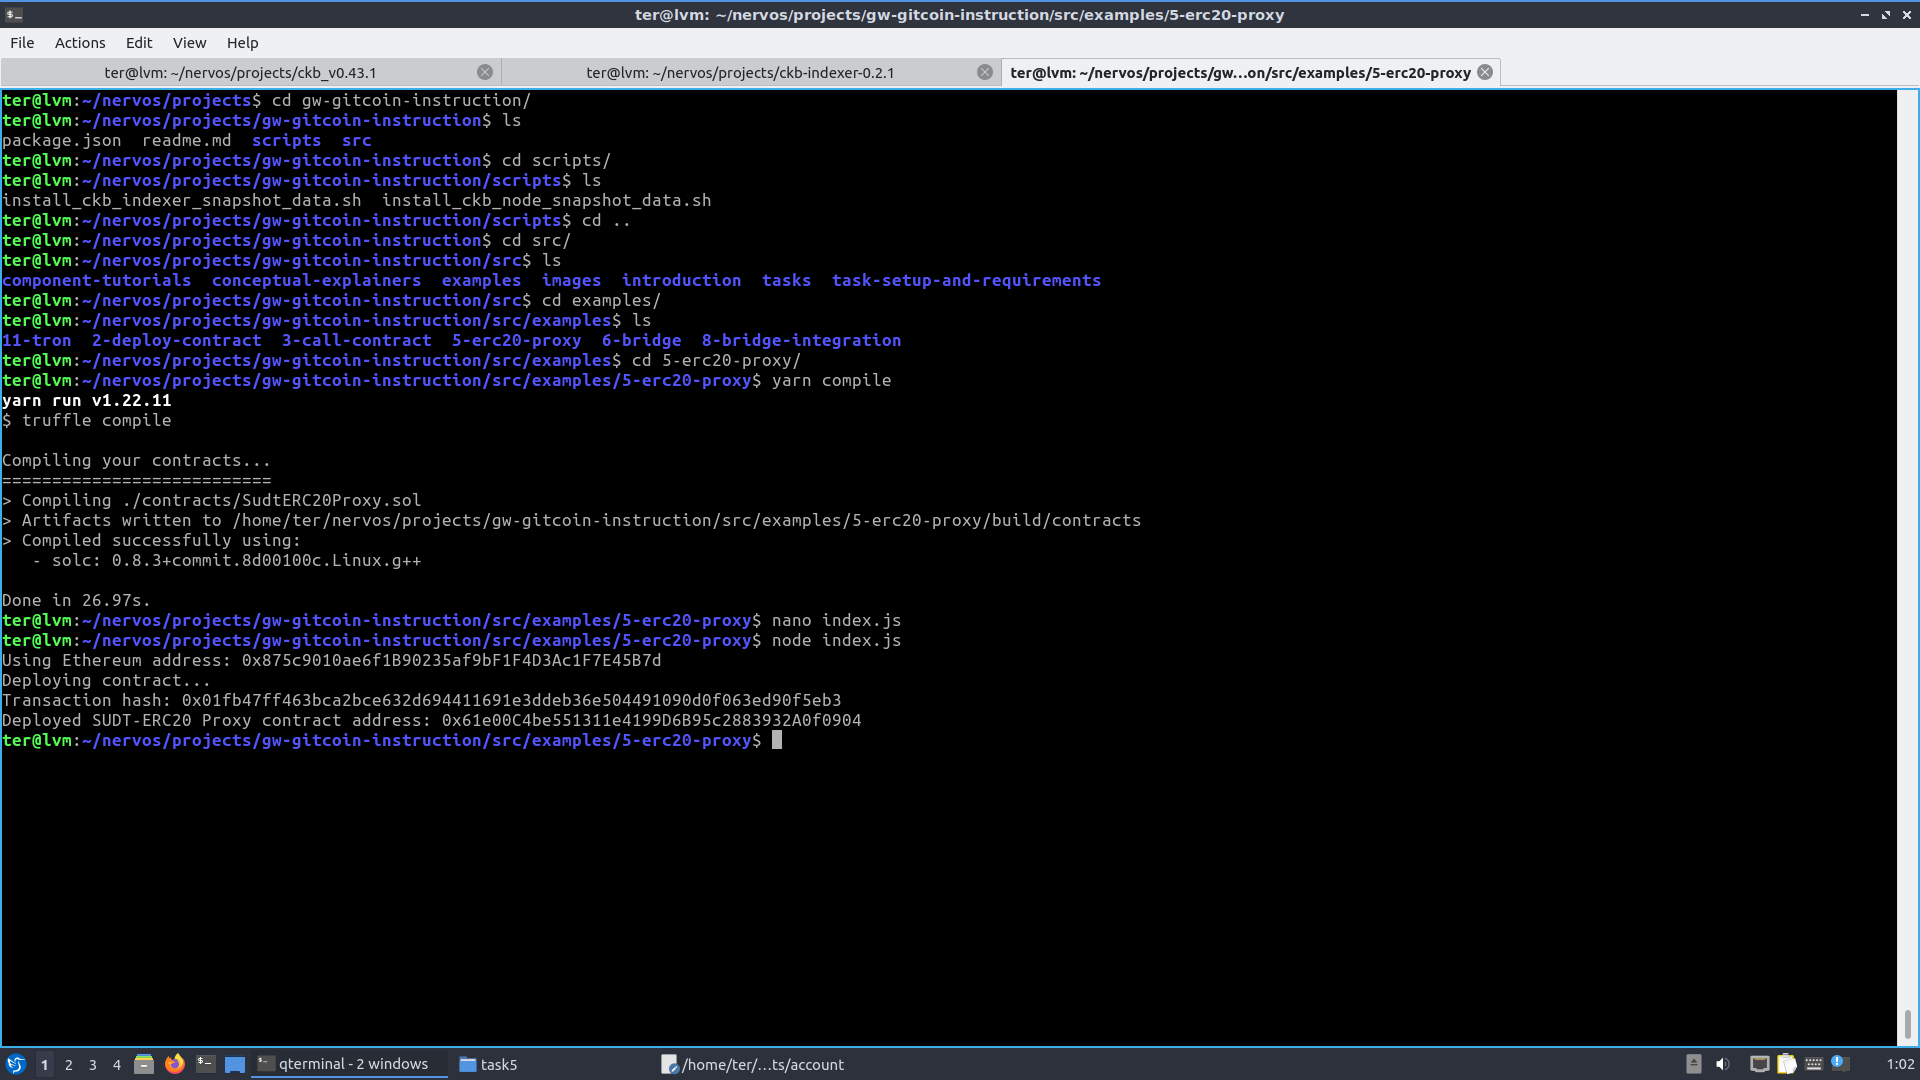 ter@lvm: ~/nervos/projects/gw-gitcoin-instruction/src/examples/5-erc20-proxy
File Actions Edit View Help
ter@lvm: ~/nervos/projects/ckb_v0.43.1 ter@lvm: ~/nervos/projects/ckb-indexer-0.2.1 ter@lvm: ~/nervos/projects/gw...on/src/examples/5-erc20-proxy
ter@lvm:~/nervos/projects$ cd gw-gitcoin-instruction/
ter@lvm:~/nervos/projects/gw-gitcoin-instruction$ ls
package.json readme.md scripts src
ter@lvm:~/nervos/projects/gw-gitcoin-instruction$ cd scripts/
ter@lvm:~/nervos/projects/gw-gitcoin-instruction/scripts$ ls
install_ckb_indexer_snapshot_data.sh install_ckb_node_snapshot_data.sh
ter@lvm:~/nervos/projects/gw-gitcoin-instruction/scripts$ cd ..
ter@lvm:~/nervos/projects/gw-gitcoin-instruction$ cd src/
ter@lvm:~/nervos/projects/gw-gitcoin-instruction/src$ ls
component-tutorials conceptual-explainers examples images introduction tasks task-setup-and-requirements
ter@lvm:~/nervos/projects/gw-gitcoin-instruction/src$ cd examples/
ter@lvm:~/nervos/projects/gw-gitcoin-instruction/src/examples$ ls
11-tron 2-deploy-contract 3-call-contract 5-erc20-proxy 6-bridge 8-bridge-integration
ter@lvm:~/nervos/projects/gw-gitcoin-instruction/src/examples$ cd 5-erc20-proxy/
ter@lvm:~/nervos/projects/gw-gitcoin-instruction/src/examples/5-erc20-proxy$ yarn compile
yarn run v1.22.11
$ truffle compile
Compiling your contracts...
===========================
> Compiling ./contracts/SudtERC20Proxy.sol
> Artifacts written to /home/ter/nervos/projects/gw-gitcoin-instruction/src/examples/5-erc20-proxy/build/contracts
> Compiled successfully using:
- solc: 0.8.3+commit.8d00100c.Linux.g++
Done in 26.97s.
ter@lvm:~/nervos/projects/gw-gitcoin-instruction/src/examples/5-erc20-proxy$ nano index.js
ter@lvm:~/nervos/projects/gw-gitcoin-instruction/src/examples/5-erc20-proxy$ node index.js
Using Ethereum address: 0x875c9010ae6f1B90235af9bF1F4D3Ac1F7E45B7d
Deploying contract...
Transaction hash: 0x01fb47ff463bca2bce632d694411691e3ddeb36e504491090d0f063ed90f5eb3
Deployed SUDT-ERC20 Proxy contract address: 0x61e00C4be551311e4199D6B95c2883932A0f0904
ter@lvm:~/nervos/projects/gw-gitcoin-instruction/src/examples/5-erc20-proxy$
1 2 3 4 qterminal - 2 windows task5 /home/ter/...ts/account 1:02